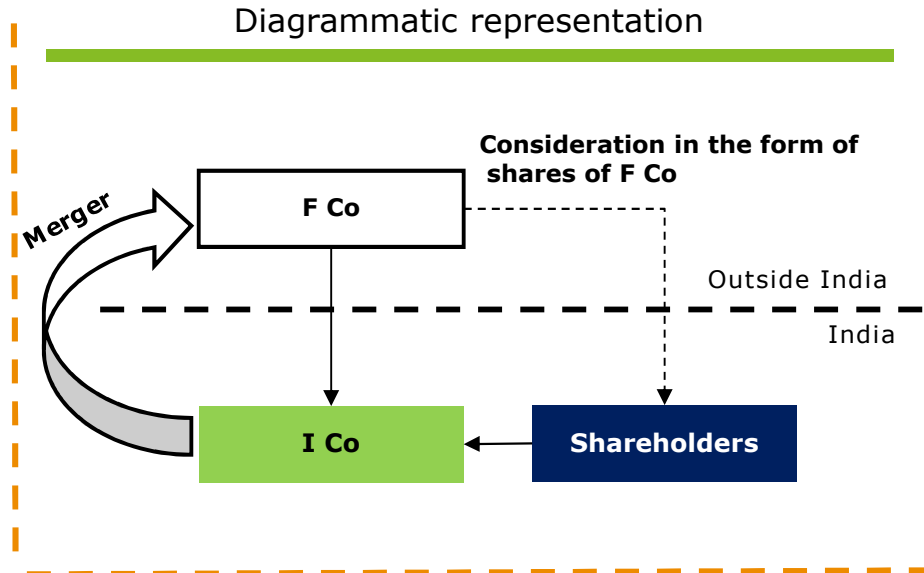 Diagrammatic representation
Consideration in the form of
shares of F Co
Merger
F Co
Outside India
India
I Co
Shareholders